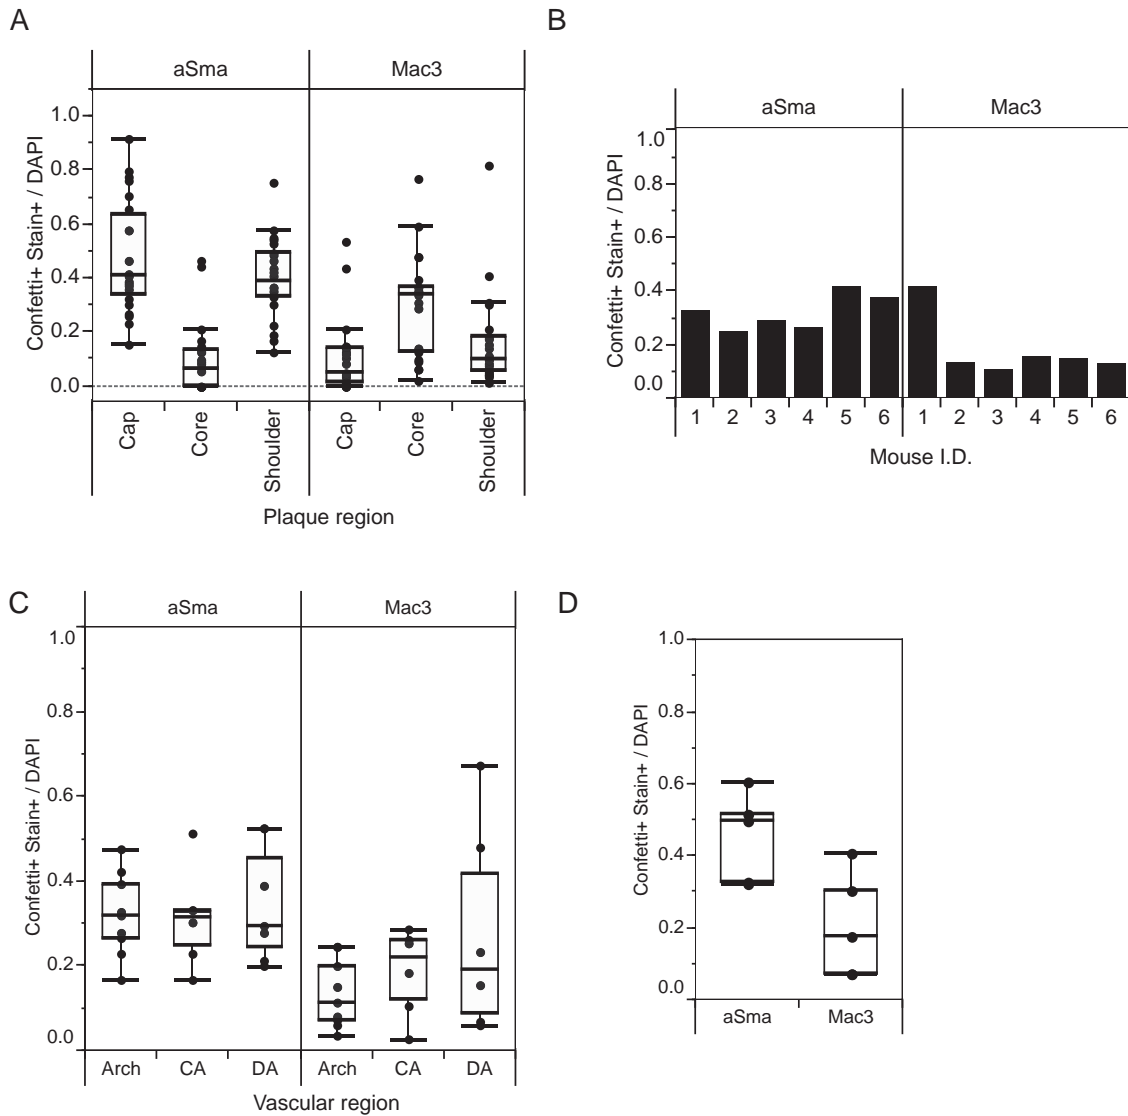 A
aSma
Mac3
1.0
0.8
0.6
0.4
0.2
0.0
Confetti+ Stain+ / DAPI
Cap
Core
Shoulder
Cap
Core
Shoulder
Plaque region
B
aSma
Mac3
1.0
0.8
0.6
0.4
0.2
0.0
Confetti+ Stain+ / DAPI
1 2 3 4 5 6 1 2 3 4 5 6
Mouse I.D.
C
aSma
Mac3
1.0
0.8
0.6
0.4
0.2
0.0
Confetti+ Stain+ / DAPI
Arch CA DA Arch CA DA
Vascular region
D
1.0
0.8
0.6
0.4
0.2
0.0
Confetti+ Stain+ / DAPI
aSma Mac3